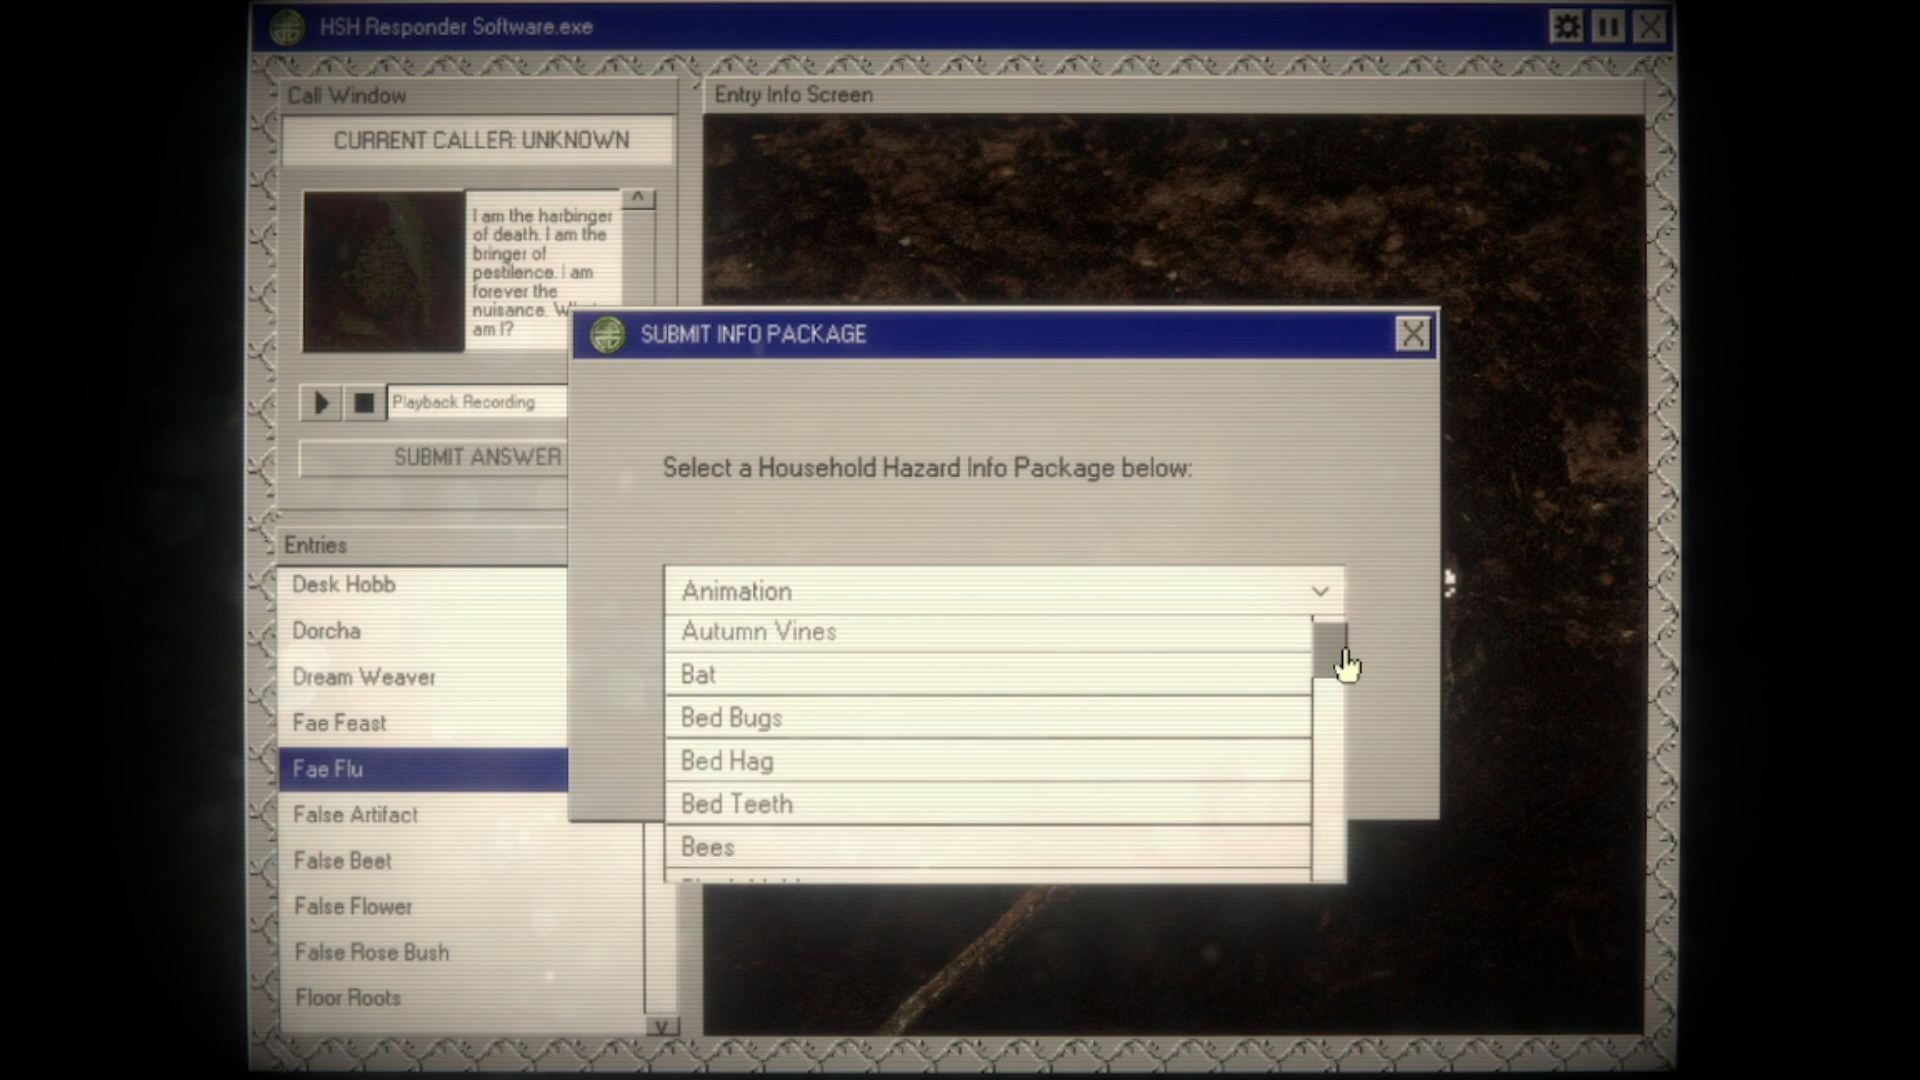 HSH Responder Software.exe
Call Window
CURRENT CALLER: UNKNOWN
I am the harbinger
of death. I am the
bringer of
pestilence. I am
forever the
nuisance.
am I?
Playback Recording
SUBMIT ANSWER
Entries
Desk Hobb
Dorcha
Dream Weaver
Fae Feast
Fae Flu
False Artifact
False Beet
False Flower
False Rose Bush
Floor Roots
Entry Info Screen
SUBMIT INFO PACKAGE
Select a Household Hazard Info Package below:
Animation
Autumn Vines
Bat
Bed Bugs
Bed Hag
Bed Teeth
Bees